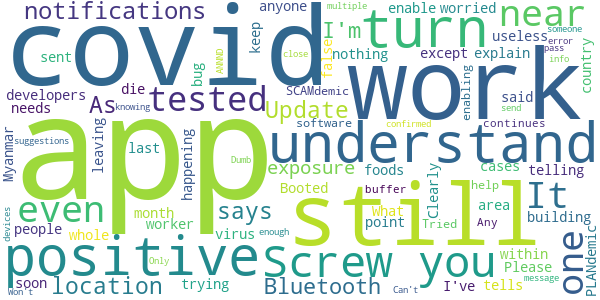 notifications
anyone
enable worried
multiple
near
covid
keep
I'm
turn
useless
someone
sent
bug
ANNND
false
nothing
except
explain
error
pass
close
country
developers
die
needs
As
tested
SCAMdemic
Update
enabling
said
info
send
work
knowing
Myanmar
suggestions
leaving
last
happening
software
confirmed
continues
understand
app
Dumb
exposure
foods
cases
telling
Booted
buffer
Clearly
help
It
even
says
month
What
area
building
people
whole
worker
point
Tried
Any
still
one
PLANdemic
devices
virus
enough
within
message
positive
Only
Screw you
Please
soon
location
trying
Bluetooth
I've
tells
Won't
Can't